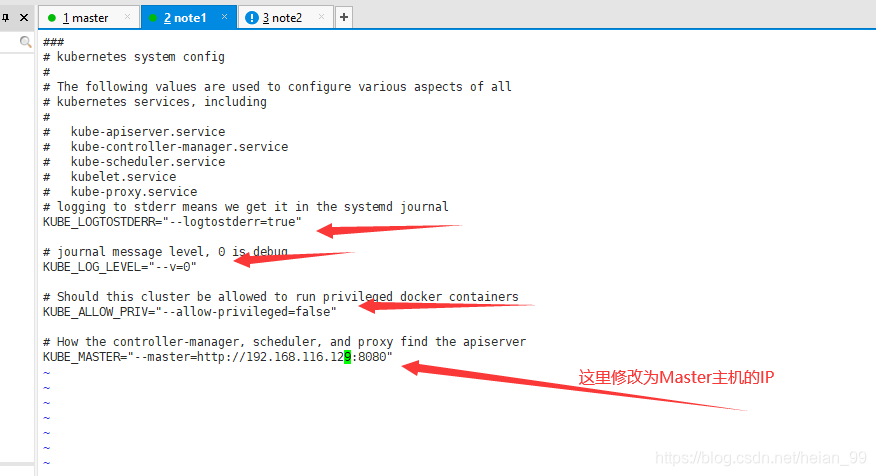 1 master
2 note1
3 note2
###
# kubernetes system config
#
# The following values are used to configure various aspects of all
# kubernetes services, including
#
#   kube-apiserver.service
#   kube-controller-manager.service
#   kube-scheduler.service
#   kubelet.service
#   kube-proxy.service
# logging to stderr means we get it in the systemd journal
KUBE_LOGTOSTDERR="--logtostderr=true"
# journal message level, 0 is debug
KUBE_LOG_LEVEL="--v=0"
# Should this cluster be allowed to run privileged docker containers
KUBE_ALLOW_PRIV="--allow-privileged=false"
# How the controller-manager, scheduler, and proxy find the apiserver
KUBE_MASTER="--master=http://192.168.116.129:8080"
~
这里修改为Master主机的IP
~
~
~
~
~
~
https://blog.csdn.net/helan_99